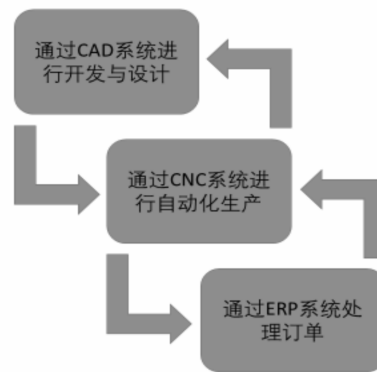 通过CAD系统进
行开发与设计
通过CNC系统进
行自动化生产
通过ERP系统处
理订单